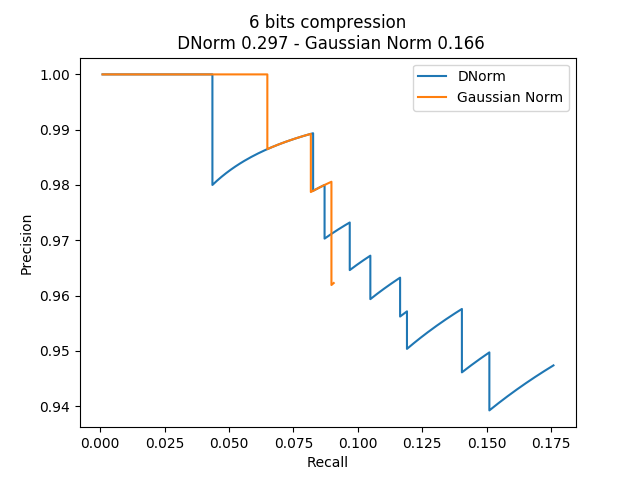 6 bits compression
DNorm 0.297 - Gaussian Norm 0.166
DNorm
Gaussian Norm
1.00
0.99
0.98
0.97
0.96
0.95
0.94
Precision
0.000 0.025 0.050 0.075 0.100 0.125 0.150 0.175
Recall